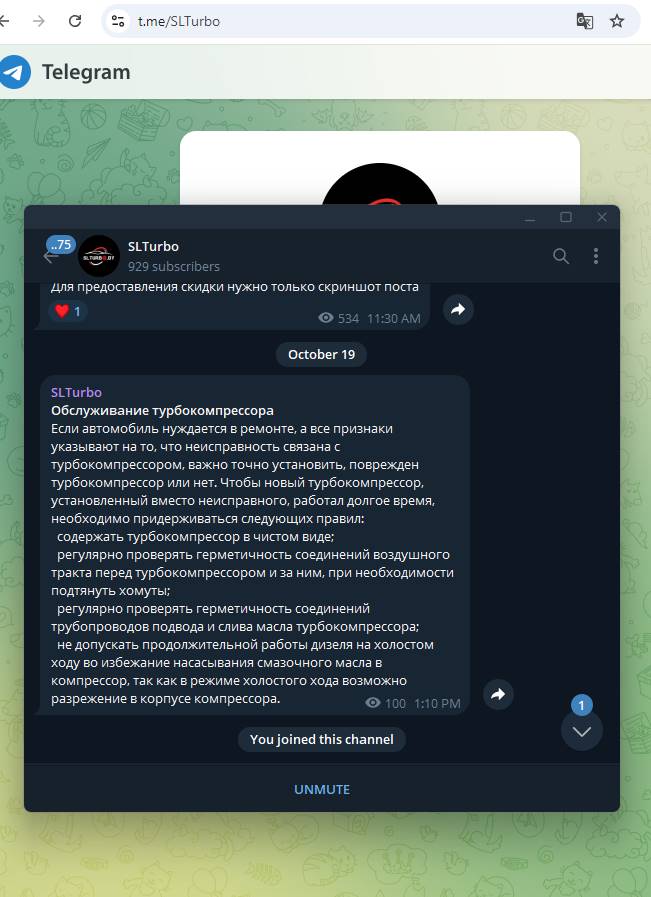 t.me/SLTurbo
Telegram
..75
SLTURBO.BY
SLTurbo
929 subscribers
Для предоставления скидки нужно только скриншот поста
1
534 11:30 AM
October 19
SLTurbo
Обслуживание турбокомпрессора
Если автомобиль нуждается в ремонте, а все признаки
указывают на то, что неисправность связана с
турбокомпрессором, важно точно установить, поврежден
турбокомпрессор или нет. Чтобы новый турбокомпрессор,
установленный вместо неисправного, работал долгое время,
необходимо придерживаться следующих правил:
содержать турбокомпрессор в чистом виде;
регулярно проверять герметичность соединений воздушного
тракта перед турбокомпрессором и за ним, при необходимости
подтянуть хомуты;
регулярно проверять герметичность соединений
трубопроводов подвода и слива масла турбокомпрессора;
не допускать продолжительной работы дизеля на холостом
ходу во избежание насасывания смазочного масла в
компрессор, так как в режиме холостого хода возможно
разрежение в корпусе компрессора.
100 1:10 PM
1
You joined this channel
UNMUTE